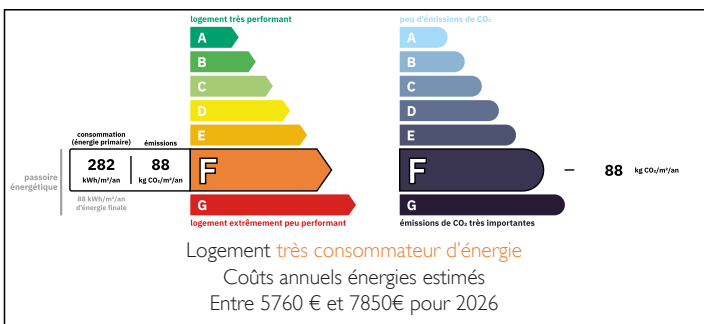 logement très performant
A
B
C
D
E
consommation
(énergie primaire)
émissions
282
kWh/m²/an
88
kg CO₂/m²/an
F
passoire
énergétique
88 kWh/m²/an
d'énergie finale
G
logement extrêmement peu performant
peu d'émissions de CO₂
A
B
C
D
E
F
88
kg CO₂/m²/an
G
émissions de CO₂ très importantes
Logement très consommateur d'énergie
Coûts annuels énergies estimés
Entre 5760 € et 7850€ pour 2026